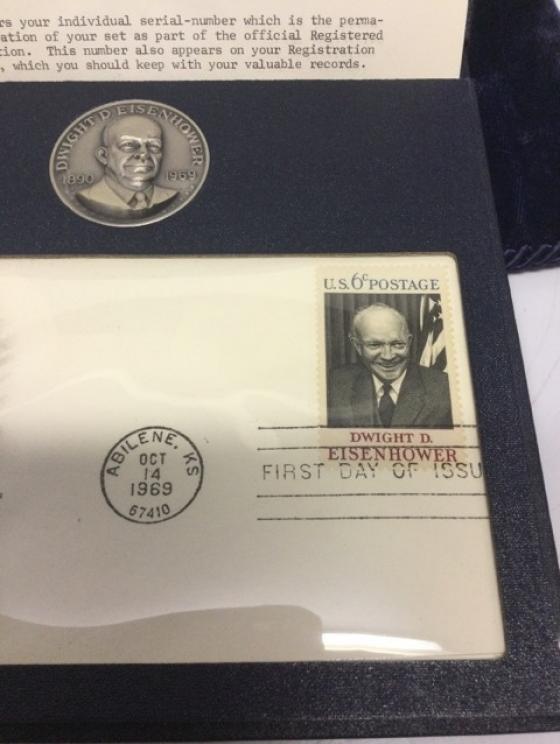 rs your individual serial-number which is the perma-
ation of your set as part of the official Registered
tion. This number also appears on your Registration
, which you should keep with your valuable records.
DWIGHT D EISENHOWER
1890 1969
U.S. 6c POSTAGE
DWIGHT D.
EISENHOWER
FIRST DAY OF ISSU
ABILENE, KS
OCT
14
1969
67410